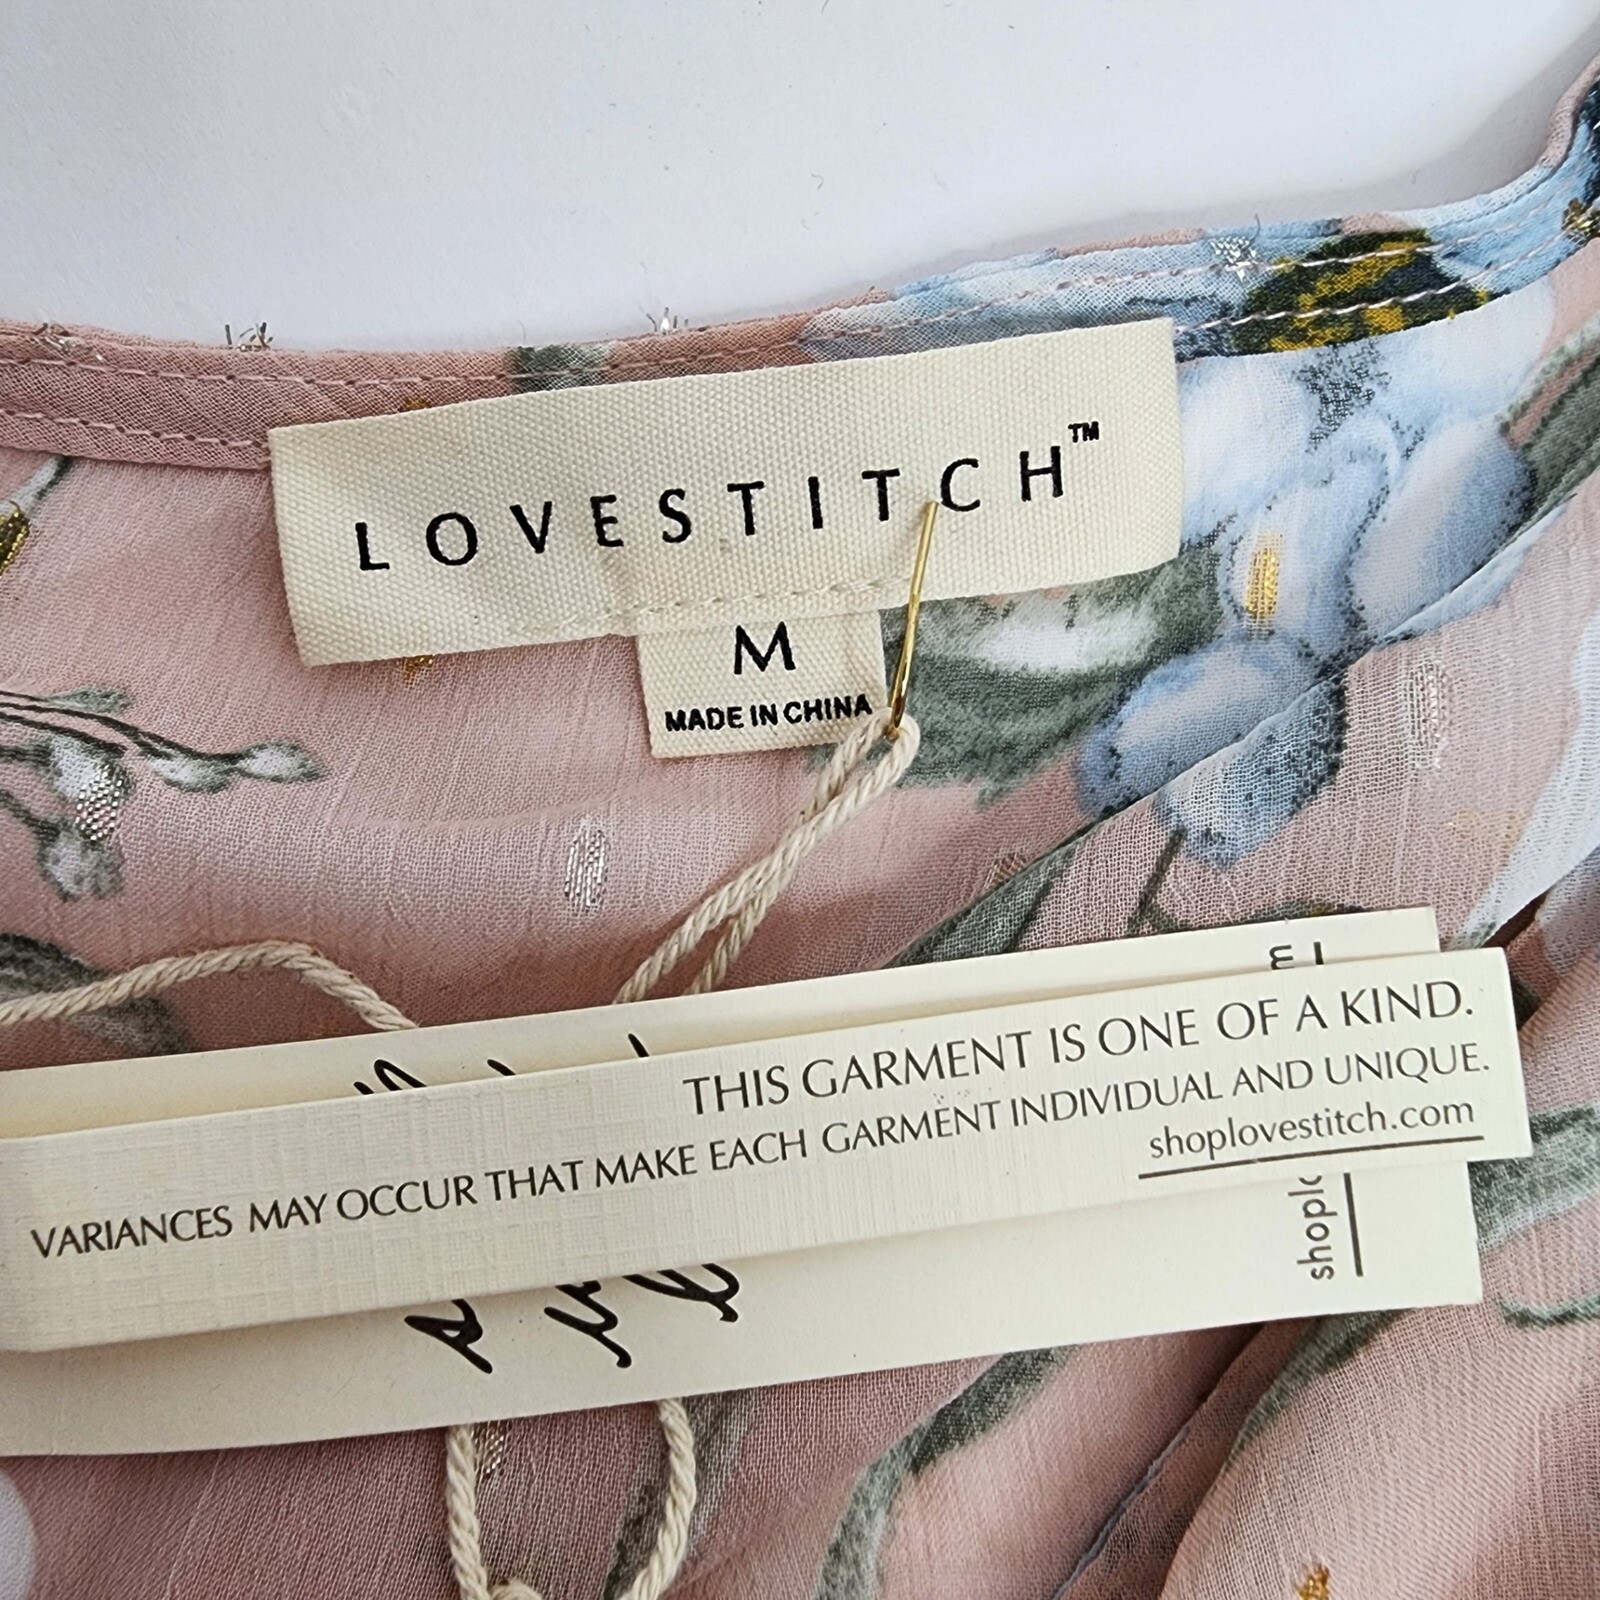 LOVESTITCH™
M
MADE IN CHINA
THIS GARMENT IS ONE OF A KIND.
VARIANCES MAY OCCUR THAT MAKE EACH GARMENT INDIVIDUAL AND UNIQUE.
shoplovestitch.com